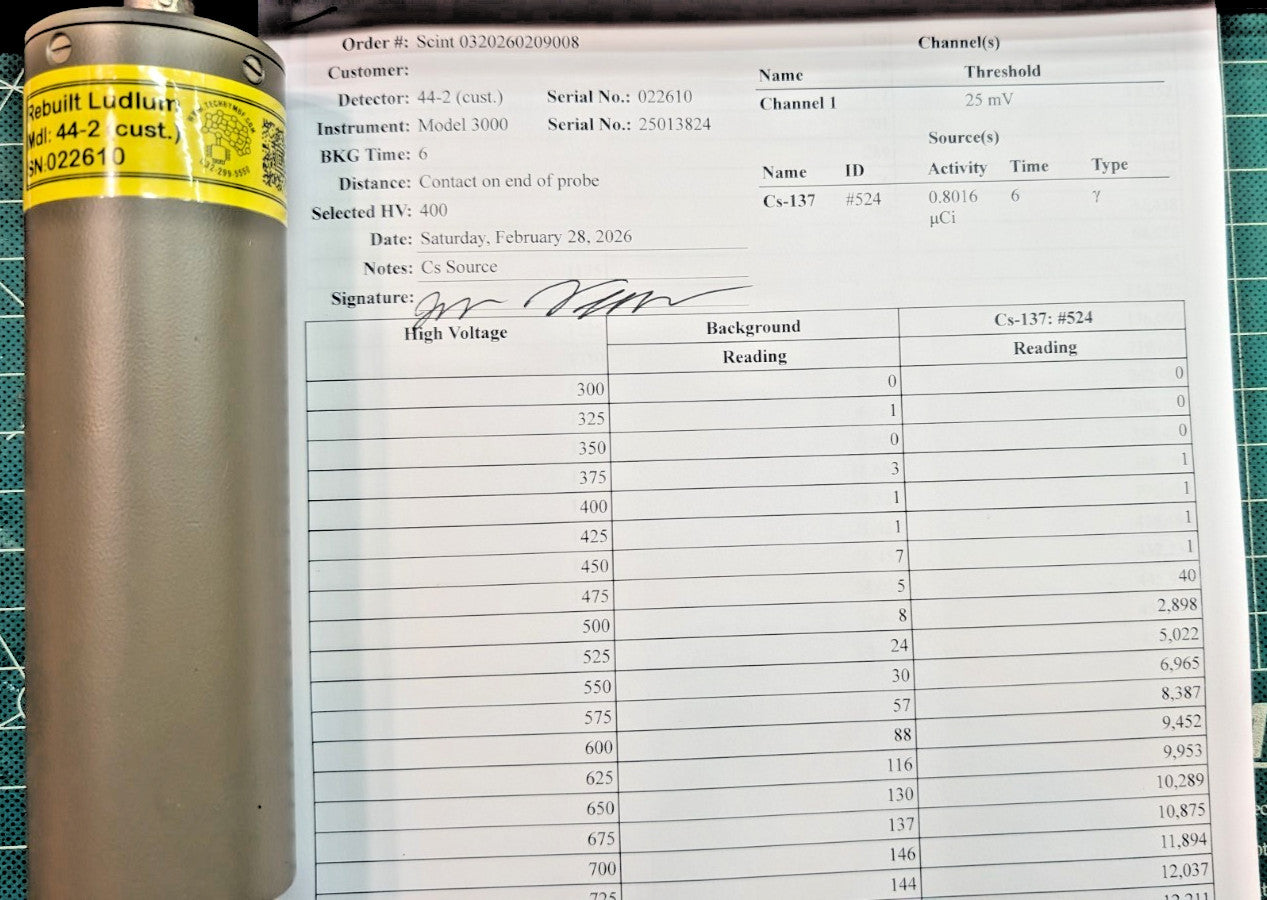 Rebuilt Ludlum
Mdl: 44-2 (cust.)
SN:022610
Order #: Scint 0320260209008
Customer:
Detector: 44-2 (cust.) Serial No.: 022610
Instrument: Model 3000 Serial No.: 25013824
BKG Time: 6
Distance: Contact on end of probe
Selected HV: 400
Date: Saturday, February 28, 2026
Notes: Cs Source
Signature:
Channel(s)
Name Threshold
Channel 1 25 mV
Source(s)
Name ID Activity Time Type
Cs-137 #524 0.8016 6 γ
μCi
High Voltage Background Cs-137: #524
Reading Reading
300 0 0
325 1 0
350 0 0
375 3 1
400 1 1
425 1 1
450 7 1
475 5 40
500 8 2,898
525 24 5,022
550 30 6,965
575 57 8,387
600 88 9,452
625 116 9,953
650 130 10,289
675 137 10,875
700 146 11,894
725 144 12,037